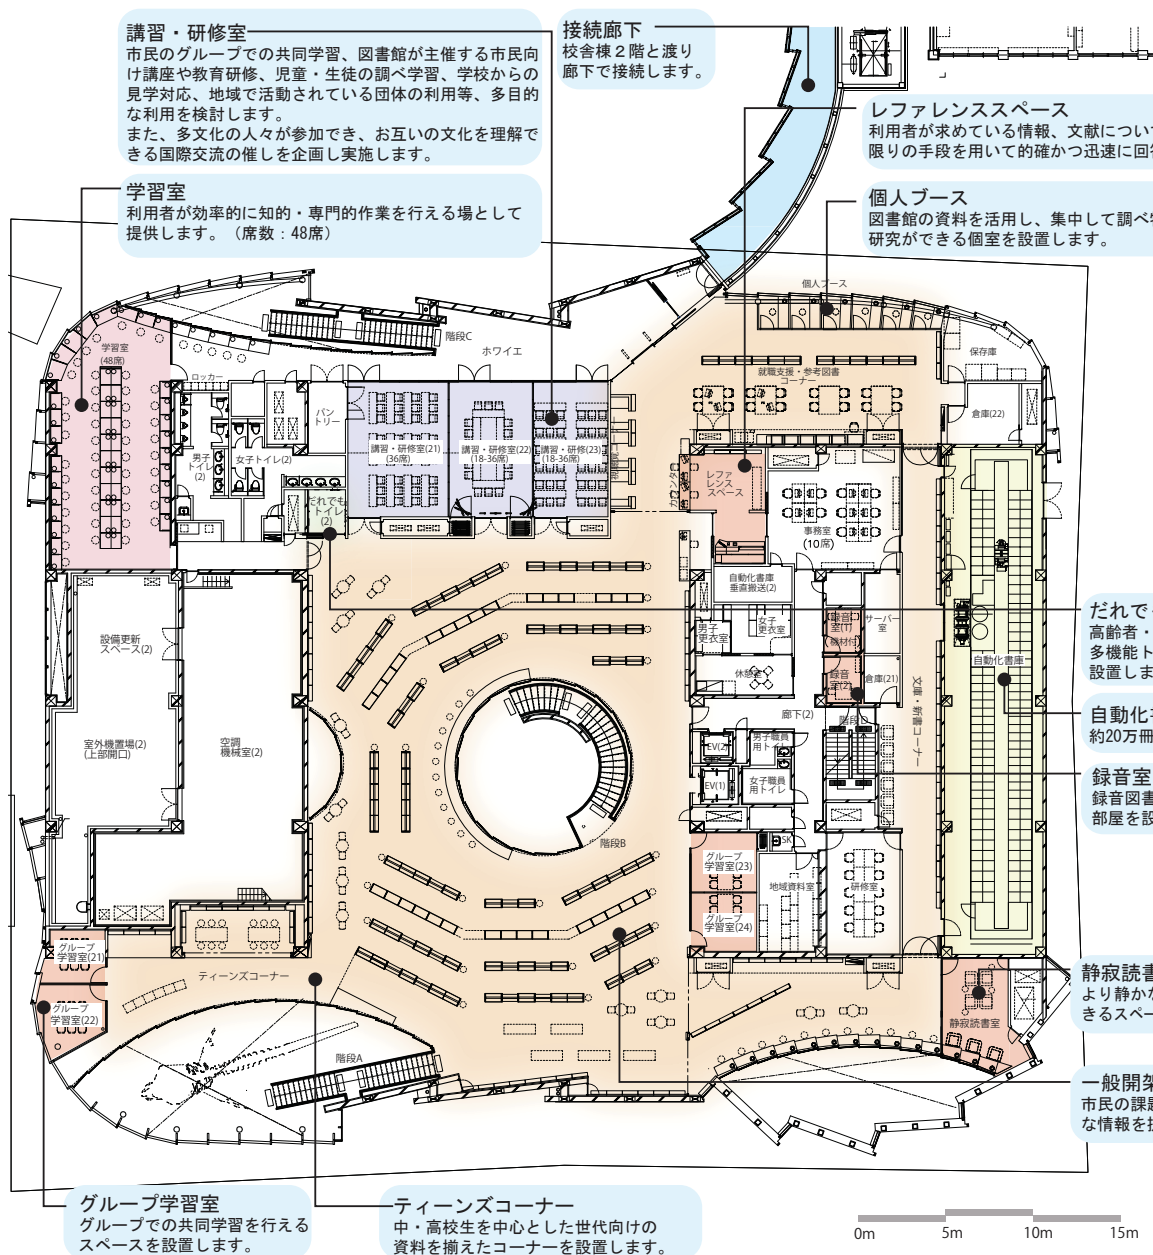 講習・研修室
市民のグループでの共同学習、図書館が主催する市民向
け講座や教育研修、児童・生徒の調べ学習、学校からの
見学対応、地域で活動されている団体の利用等、多目的
な利用を検討します。
また、多文化の人々が参加でき、お互いの文化を理解で
きる国際交流の催しを企画し実施します。
接続廊下
校舎棟２階と渡り
廊下で接続します。
レファレンススペース
利用者が求めている情報、文献について
限りの手段を用いて的確かつ迅速に回答
学習室
利用者が効率的に知的・専門的作業を行える場として
提供します。（席数：48席）
個人ブース
図書館の資料を活用し、集中して調べ物
研究ができる個室を設置します。
個人ブース
階段C
ホワイエ
学習室
(48席)
ロッカー
パン
トリー
男子
トイレ
(2)
女子トイレ(2)
だれでも
トイレ
(2)
講習・研修室(21)
(36席)
講習・研修室(22)
(18-36席)
講習・研修(23)
(18-36席)
就職支援・参考図書
コーナー
保存庫
倉庫(22)
カウンター
レファ
レンス
スペース
事務室
(10席)
自動化書庫
垂直搬送(2)
男子
更衣室
女子
更衣室
録音
室(1)
機材付
サーバー
室
休憩室
録音
室(2)
倉庫(21)
廊下(2)
階段D
文庫・新書コーナー
自動化書庫
設備更新
スペース(2)
室外機置場(2)
(上部開口)
空調
機械室(2)
EV(2)
男子職員
用トイレ
EV(1)
女子職員
用トイレ
SK
階段B
グループ
学習室(23)
グループ
学習室(24)
地域資料室
研修室
グループ
学習室(21)
グループ
学習室(22)
ティーンズコーナー
階段A
静寂読書室
だれでも
高齢者・
多機能ト
設置しま
自動化書
約20万冊
録音室
録音図書
部屋を設
静寂読書
より静かな
きるスペー
一般開架
市民の課題
な情報を提
グループ学習室
グループでの共同学習を行える
スペースを設置します。
ティーンズコーナー
中・高校生を中心とした世代向けの
資料を揃えたコーナーを設置します。
0m
5m
10m
15m